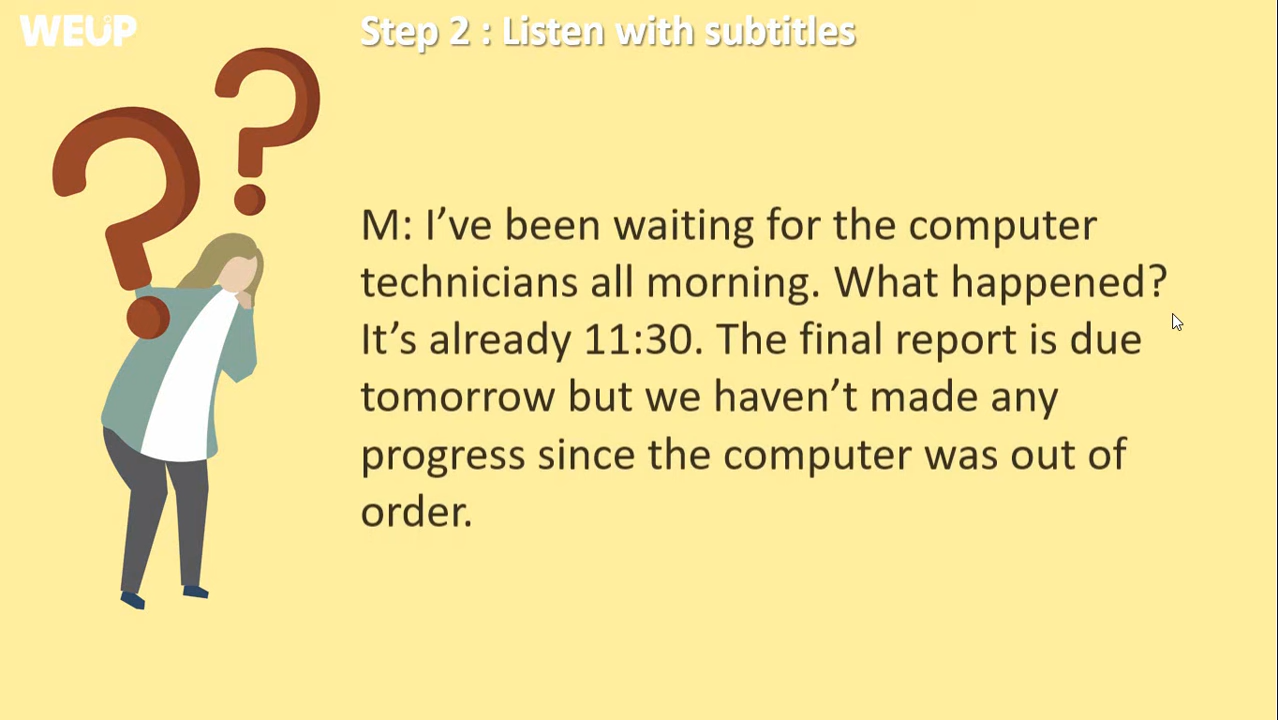 WEUP
Step 2 : Listen with subtitles
M: I’ve been waiting for the computer
technicians all morning. What happened?
It’s already 11:30. The final report is due
tomorrow but we haven’t made any
progress since the computer was out of
order.